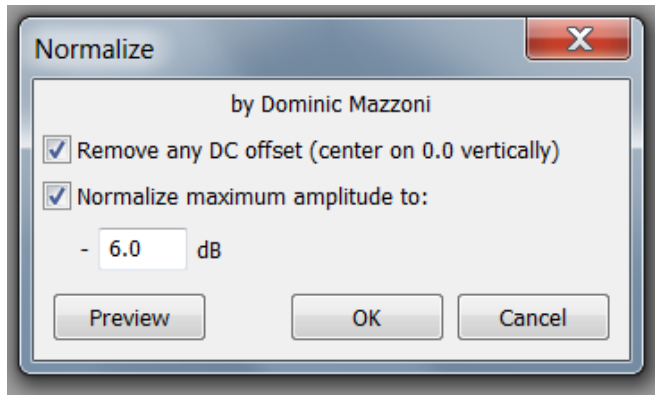 Normalize
by Dominic Mazzoni
Remove any DC offset (center on 0.0 vertically)
Normalize maximum amplitude to:
- 6.0 dB
Preview OK Cancel